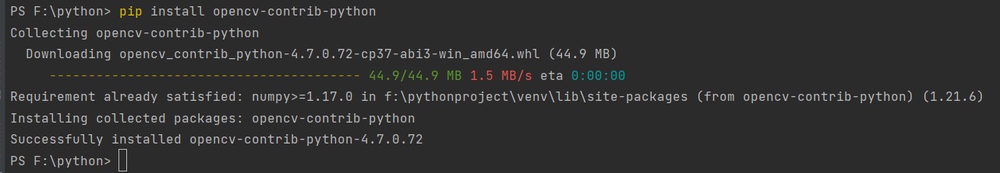 PS F:\python> pip install opencv-contrib-python
Collecting opencv-contrib-python
  Downloading opencv_contrib_python-4.7.0.72-cp37-abi3-win_amd64.whl (44.9 MB)
     ---------------------------------------- 44.9/44.9 MB 1.5 MB/s eta 0:00:00
Requirement already satisfied: numpy>=1.17.0 in f:\pythonproject\venv\lib\site-packages (from opencv-contrib-python) (1.21.6)
Installing collected packages: opencv-contrib-python
Successfully installed opencv-contrib-python-4.7.0.72
PS F:\python>